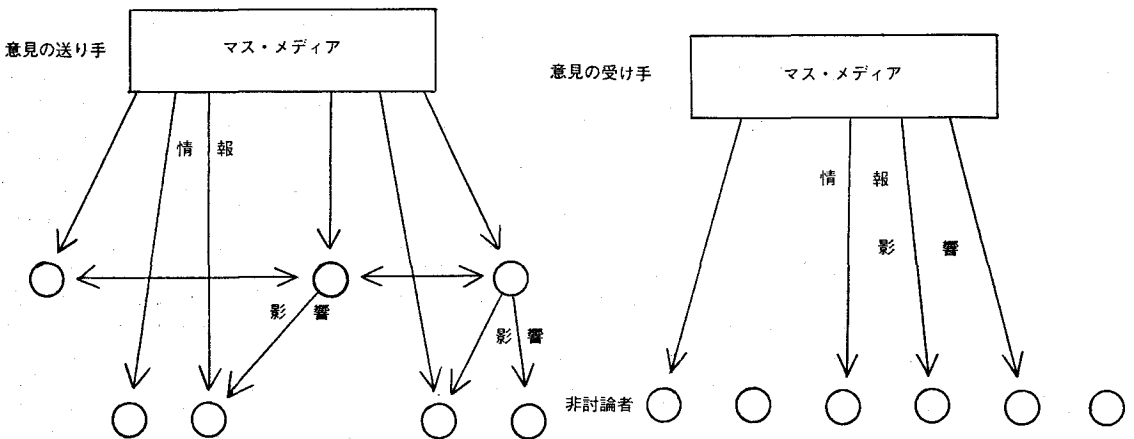 意見の送り手
マス・メディア
情報
影響
影響
意見の受け手
マス・メディア
情報
影響
非討論者